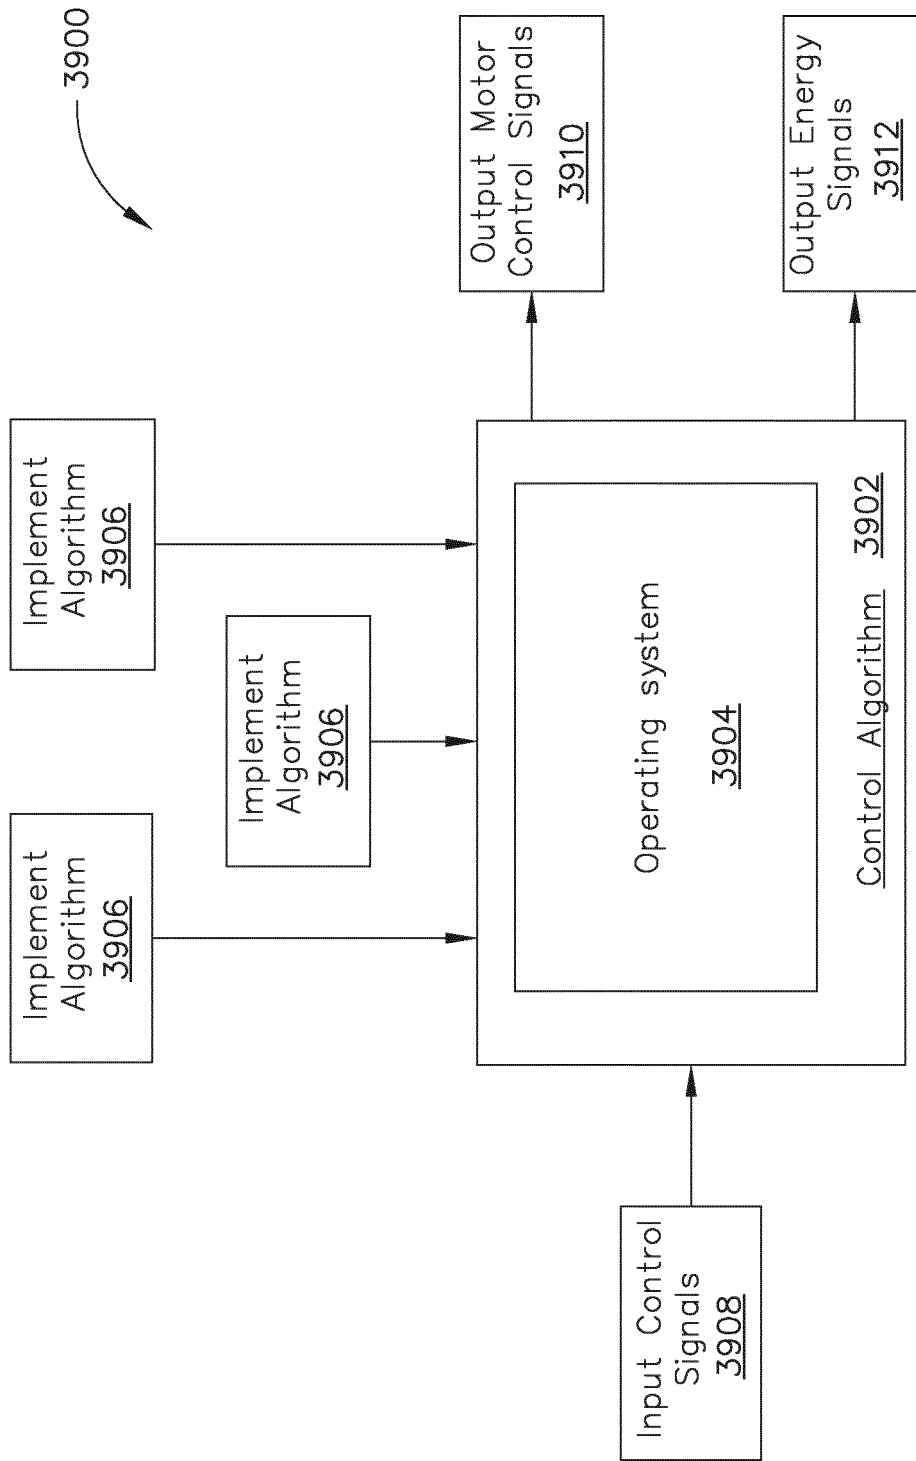 3900
Implement
Algorithm
3906
Implement
Algorithm
3906
Implement
Algorithm
3906
Input Control
Signals
3908
Operating system
3904
Control Algorithm 3902
Output Motor
Control Signals
3910
Output Energy
Signals
3912